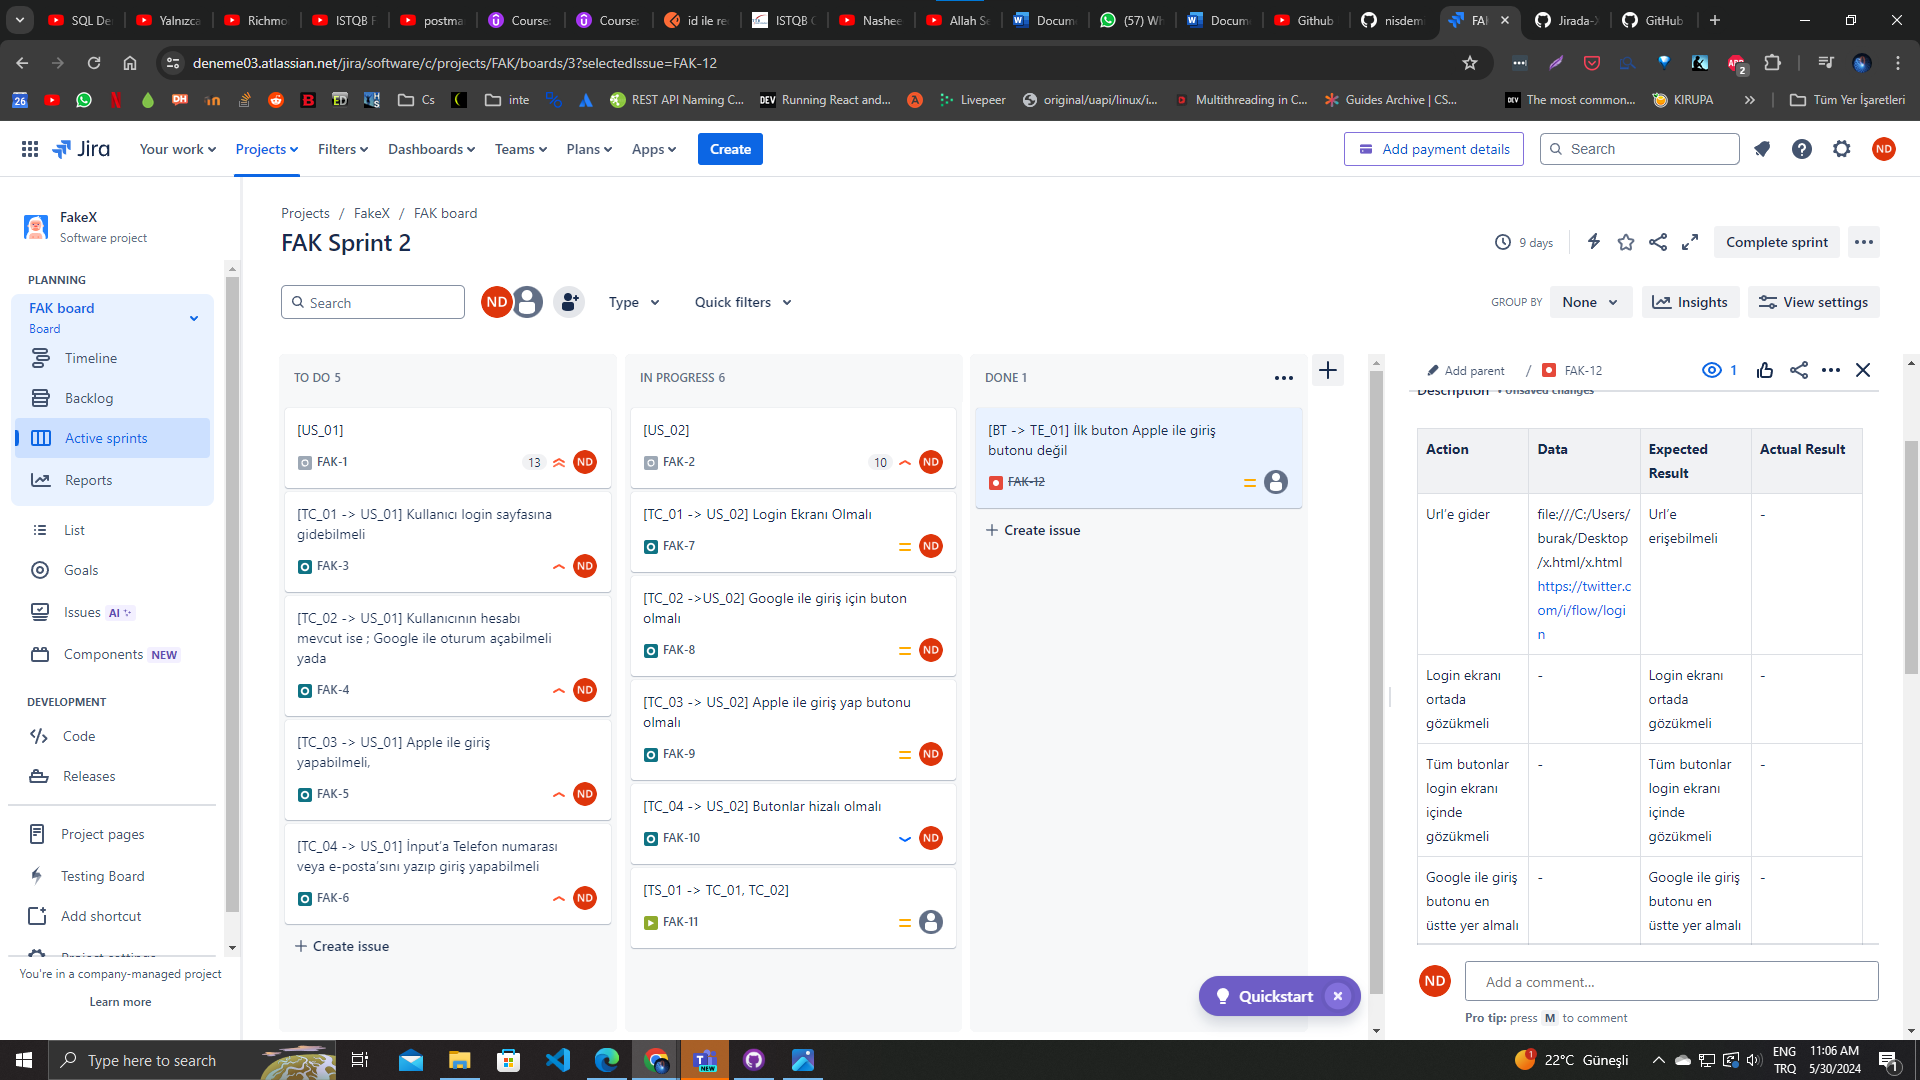 SQL De
Yalnızca
Richmo
ISTQB F
postma
Course:
Course:
id ile re
ISTQB
Nashee
Allah Se
Docum
(57) Wh
Docum
Github
nisdem
FAK
Jirada-X
GitHub
deneme03.atlassian.net/jira/software/c/projects/FAK/boards/3?selectedIssue=FAK-12
Cs
inte
REST API Naming C...
Running React and...
Livepeer
original/uapi/linux/i...
Multithreading in C...
Guides Archive | CS...
The most common...
KIRUPA
Tüm Yer İşaretleri
Jira
Your work
Projects
Filters
Dashboards
Teams
Plans
Apps
Create
Add payment details
Search
ND
FakeX
Software project
PLANNING
FAK board
Board
Timeline
Backlog
Active sprints
Reports
List
Goals
Issues AI
Components NEW
DEVELOPMENT
Code
Releases
Project pages
Testing Board
Add shortcut
Project settings
You're in a company-managed project
Learn more
Projects / FakeX / FAK board
FAK Sprint 2
9 days
Complete sprint
Search
ND
Type
Quick filters
GROUP BY
None
Insights
View settings
TO DO 5
[US_01]
FAK-1
13
ND
[TC_01 -> US_01] Kullanıcı login sayfasına
gidebilmeli
FAK-3
ND
[TC_02 -> US_01] Kullanıcının hesabı
mevcut ise ; Google ile oturum açabilmeli
yada
FAK-4
ND
[TC_03 -> US_01] Apple ile giriş
yapabilmeli,
FAK-5
ND
[TC_04 -> US_01] İnput’a Telefon numarası
veya e-posta’sını yazıp giriş yapabilmeli
FAK-6
ND
Create issue
IN PROGRESS 6
[US_02]
FAK-2
10
ND
[TC_01 -> US_02] Login Ekranı Olmalı
FAK-7
ND
[TC_02 ->US_02] Google ile giriş için buton
olmalı
FAK-8
ND
[TC_03 -> US_02] Apple ile giriş yap butonu
olmalı
FAK-9
ND
[TC_04 -> US_02] Butonlar hizalı olmalı
FAK-10
ND
[TS_01 -> TC_01, TC_02]
FAK-11
DONE 1
[BT -> TE_01] İlk buton Apple ile giriş
butonu değil
FAK-12
Create issue
Quickstart
Add parent / FAK-12
1
Description • Unsaved changes
Action
Data
Expected
Result
Actual Result
Url’e gider
file:///C:/Users/
burak/Desktop
/x.html/x.html
https://twitter.c
om/i/flow/logi
n
Url’e
erişebilmeli
-
Login ekranı
ortada
gözükmeli
-
Login ekranı
ortada
gözükmeli
-
Tüm butonlar
login ekranı
içinde
gözükmeli
-
Tüm butonlar
login ekranı
içinde
gözükmeli
-
Google ile giriş
butonu en
üstte yer almalı
-
Google ile giriş
butonu en
üstte yer almalı
-
ND
Add a comment...
Pro tip: press M to comment
Type here to search
22°C Güneşli
ENG
TRQ
11:06 AM
5/30/2024